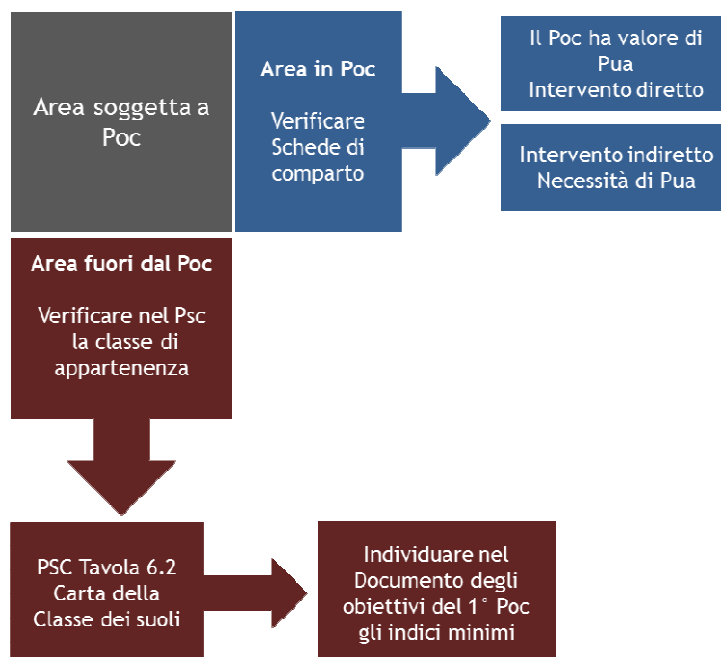 Area soggetta a
Poc
Area in Poc
Verificare
Schede di
comparto
Il Poc ha valore di
Pua
Intervento diretto
Intervento indiretto
Necessità di Pua
Area fuori dal Poc
Verificare nel Psc
la classe di
appartenenza
PSC Tavola 6.2
Carta della
Classe dei suoli
Individuare nel
Documento degli
obiettivi del 1° Poc
gli indici minimi